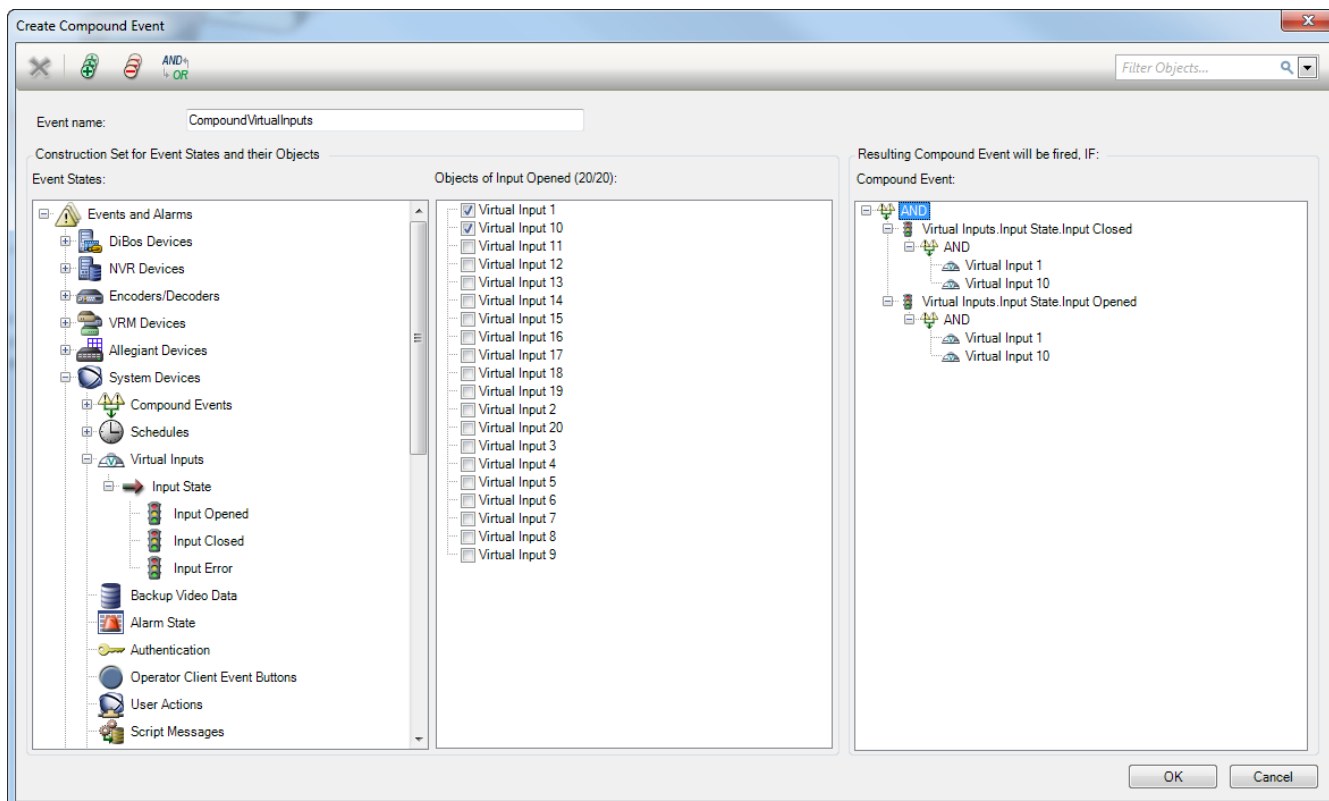 Create Compound Event
AND
OR
Filter Objects...
Event name:
CompoundVirtualInputs
Construction Set for Event States and their Objects
Event States:
Events and Alarms
DiBos Devices
NVR Devices
Encoders/Decoders
VRM Devices
Allegiant Devices
System Devices
Compound Events
Schedules
Virtual Inputs
Input State
Input Opened
Input Closed
Input Error
Backup Video Data
Alarm State
Authentication
Operator Client Event Buttons
User Actions
Script Messages
Objects of Input Opened (20/20):
Virtual Input 1
Virtual Input 10
Virtual Input 11
Virtual Input 12
Virtual Input 13
Virtual Input 14
Virtual Input 15
Virtual Input 16
Virtual Input 17
Virtual Input 18
Virtual Input 19
Virtual Input 2
Virtual Input 20
Virtual Input 3
Virtual Input 4
Virtual Input 5
Virtual Input 6
Virtual Input 7
Virtual Input 8
Virtual Input 9
Resulting Compound Event will be fired, IF:
Compound Event:
AND
Virtual Inputs.Input State.Input Closed
AND
Virtual Input 1
Virtual Input 10
Virtual Inputs.Input State.Input Opened
AND
Virtual Input 1
Virtual Input 10
OK
Cancel